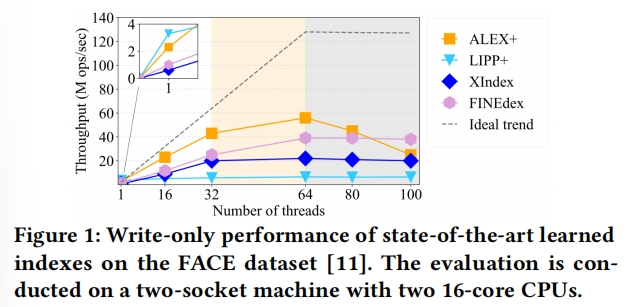 Throughput (M ops/sec)
140
120
100
80
60
40
20
4
2
0
1
1
16
32
64
80
100
Number of threads
ALEX+
LIPP+
XIndex
FINEdex
Ideal trend
Figure 1: Write-only performance of state-of-the-art learned
indexes on the FACE dataset [11]. The evaluation is con-
ducted on a two-socket machine with two 16-core CPUs.